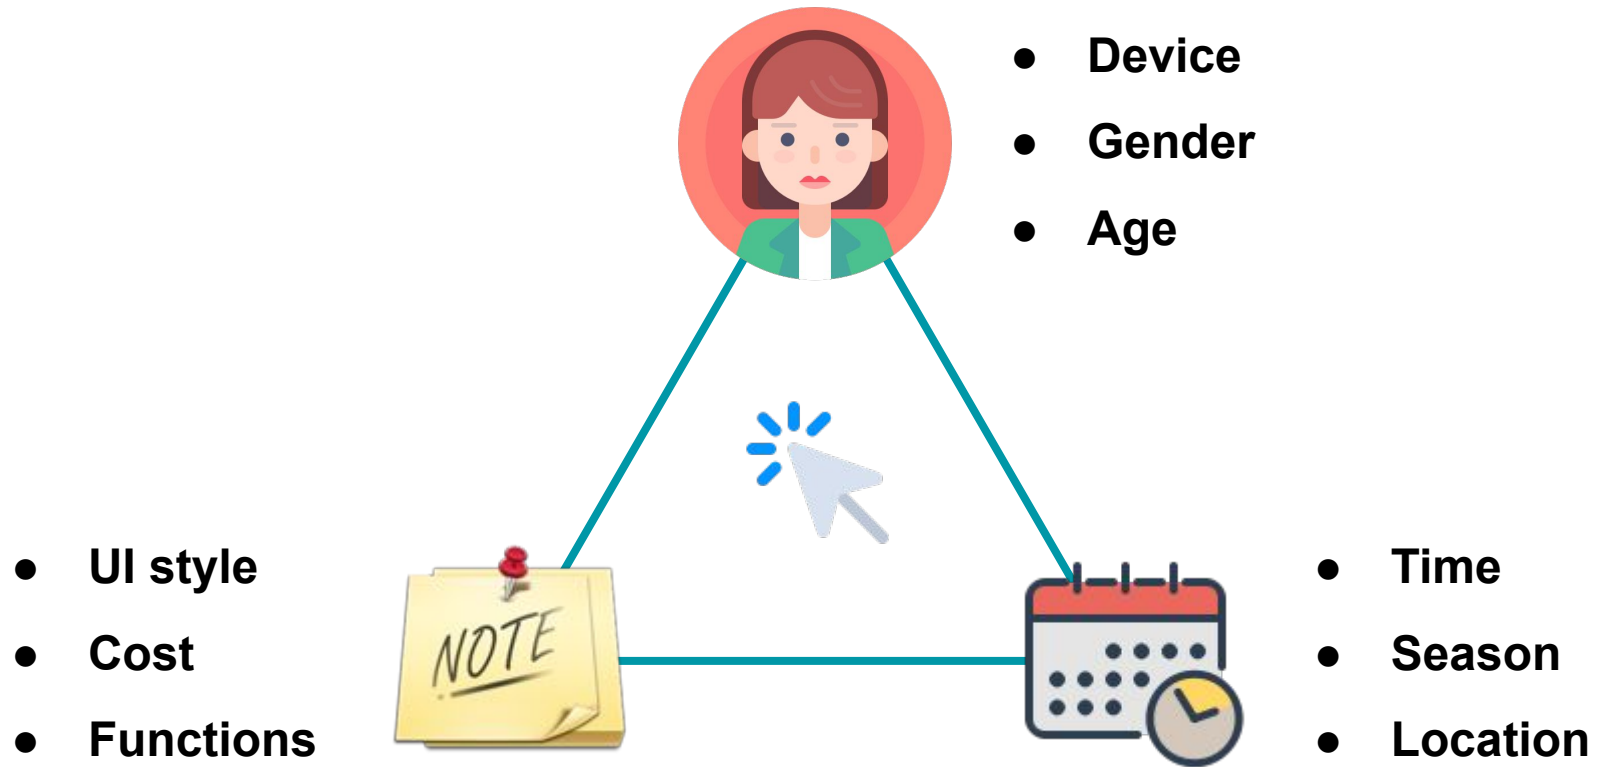 ● Device
● Gender
● Age
● UI style
● Cost
● Functions
NOTE
● Time
● Season
● Location